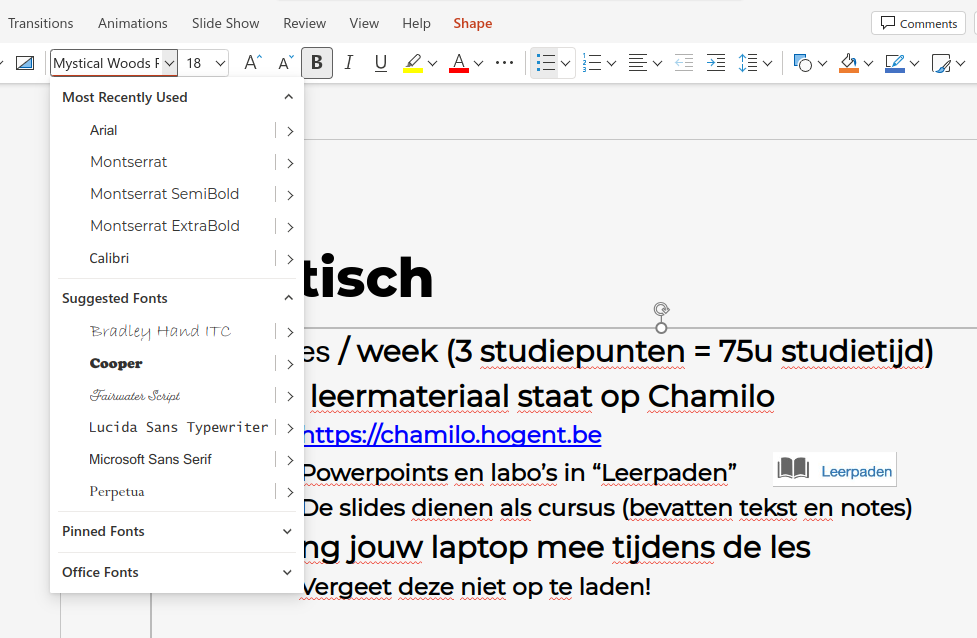 Transitions Animations Slide Show Review View Help Shape Comments
Mystical Woods 18 A A B I U A
Most Recently Used
Arial
Montserrat
Montserrat SemiBold
Montserrat ExtraBold
Calibri
Suggested Fonts
Bradley Hand ITC
Cooper
Fairwater Script
Lucida Sans Typewriter
Microsoft Sans Serif
Perpetua
Pinned Fonts
Office Fonts
tisch
es / week (3 studiepunten = 75u studietijd)
leermateriaal staat op Chamilo
https://chamilo.hogent.be
Powerpoints en labo’s in “Leerpaden”
Leerpaden
De slides dienen als cursus (bevatten tekst en notes)
ng jouw laptop mee tijdens de les
Vergeet deze niet op te laden!